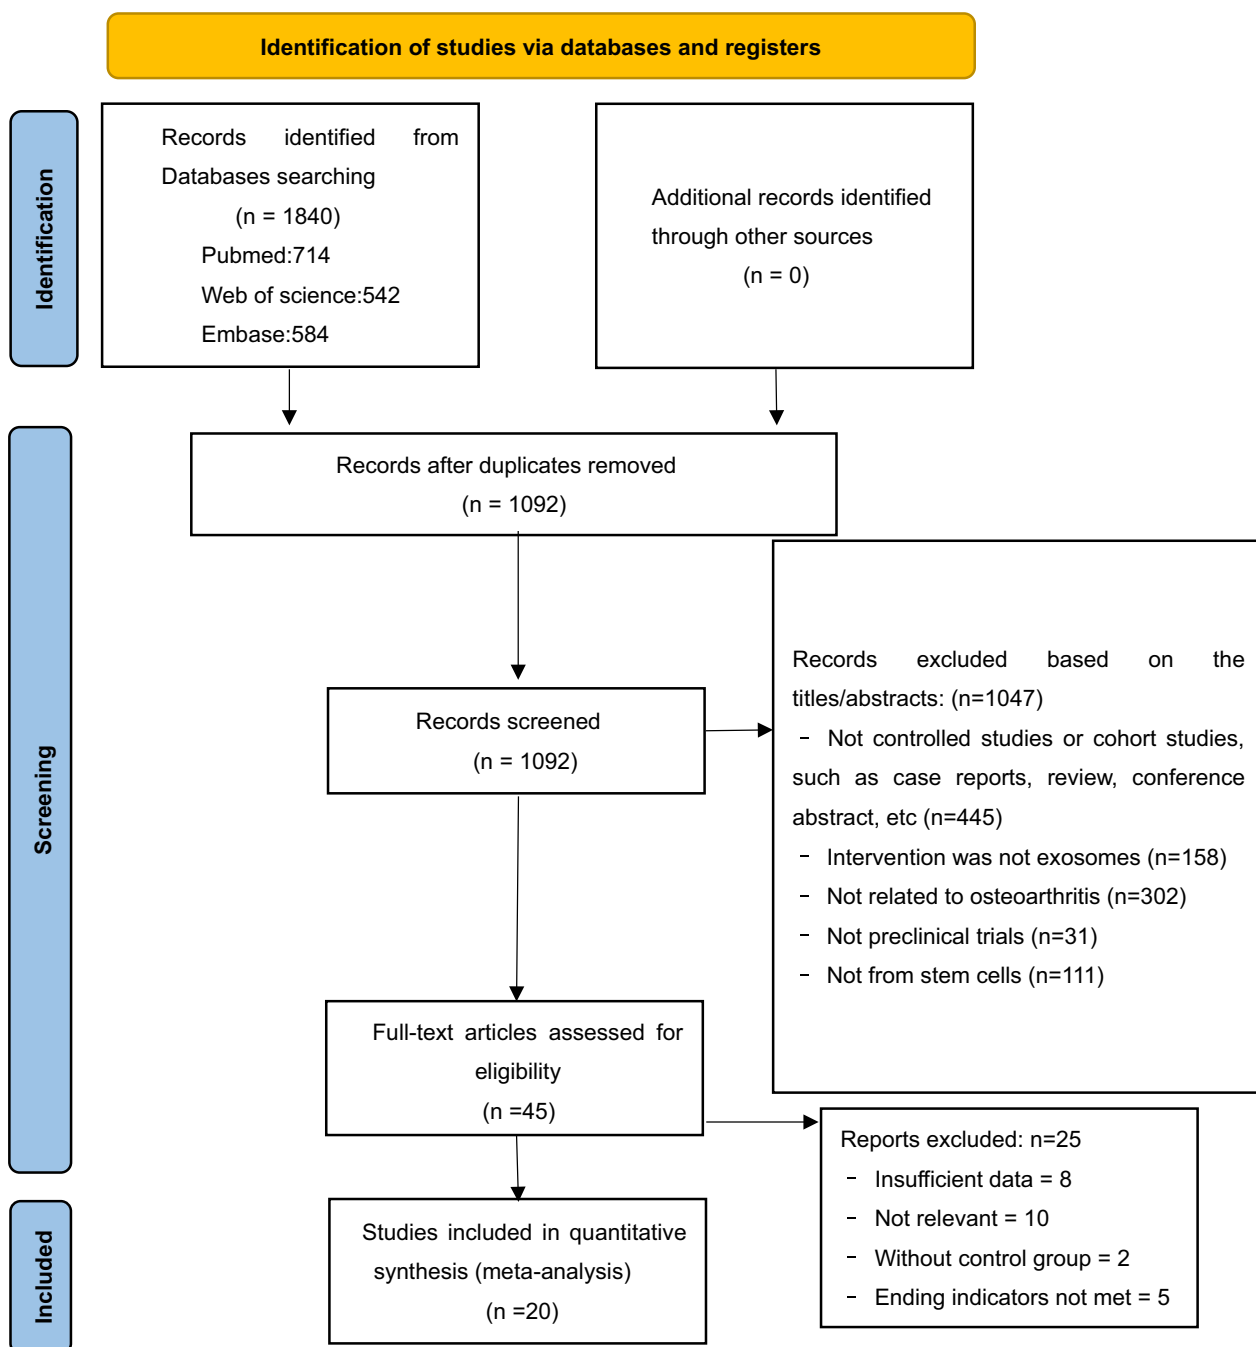 Identification of studies via databases and registers
Identification
Records identified from
Databases searching
(n = 1840)
Pubmed:714
Web of science:542
Embase:584
Additional records identified
through other sources
(n = 0)
Screening
Records after duplicates removed
(n = 1092)
Records screened
(n = 1092)
Records excluded based on the
titles/abstracts: (n=1047)
- Not controlled studies or cohort studies,
such as case reports, review, conference
abstract, etc (n=445)
- Intervention was not exosomes (n=158)
- Not related to osteoarthritis (n=302)
- Not preclinical trials (n=31)
- Not from stem cells (n=111)
Full-text articles assessed for
eligibility
(n =45)
Reports excluded: n=25
- Insufficient data = 8
- Not relevant = 10
- Without control group = 2
- Ending indicators not met = 5
Included
Studies included in quantitative
synthesis (meta-analysis)
(n =20)